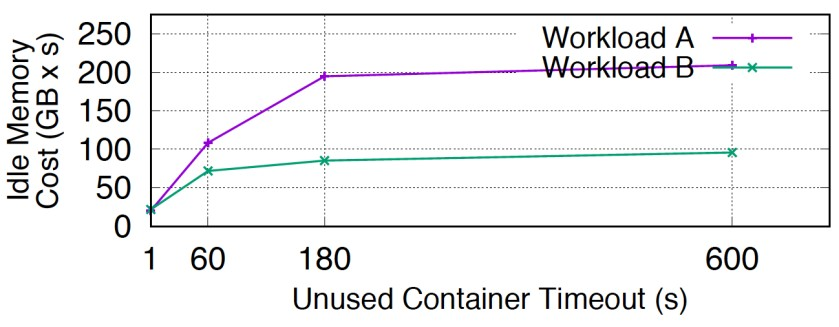 Idle Memory
Cost (GB x s)
250
200
150
100
50
0
Workload A
Workload B
1 60 180 600
Unused Container Timeout (s)